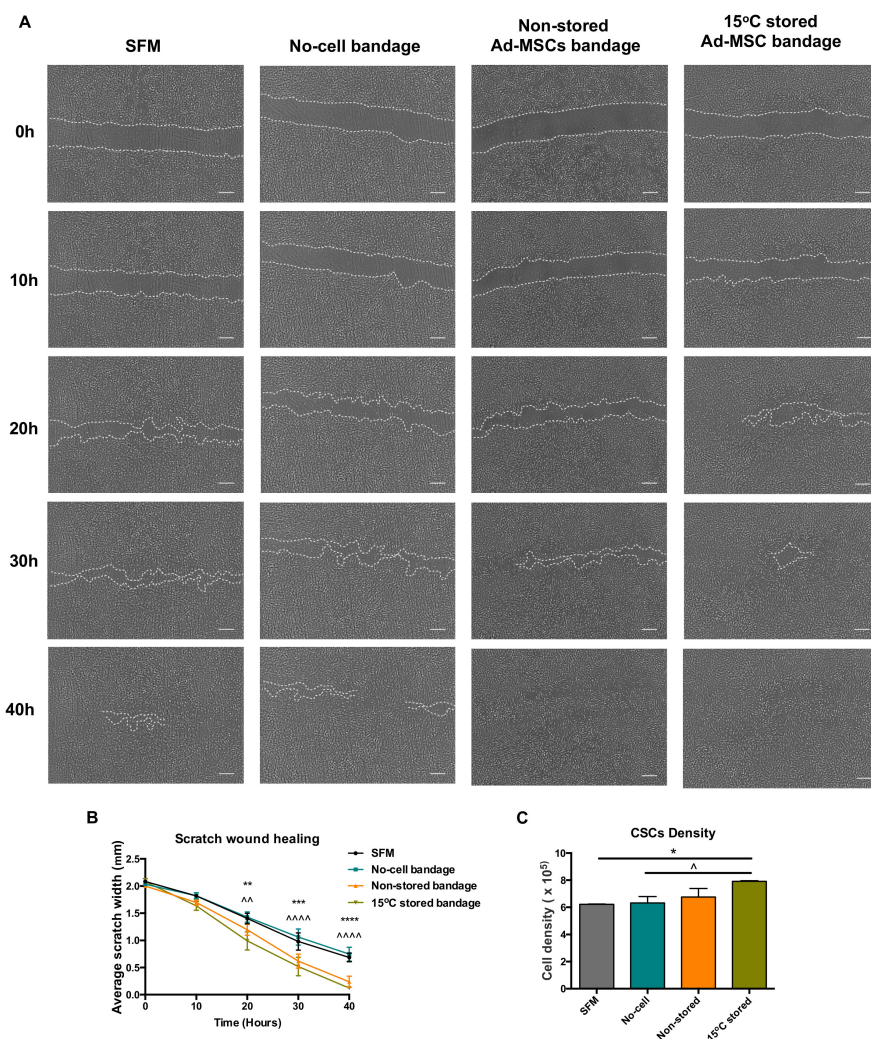 A
SFM
No-cell bandage
Non-stored
Ad-MSCs bandage
15ºC stored
Ad-MSC bandage
0h
10h
20h
30h
40h
B
Scratch wound healing
Average scratch width (mm)
2.5
2.0
1.5
1.0
0.5
0.0
0
10
20
30
40
Time (Hours)
**
^^
***
^^^^
****
^^^^
SFM
No-cell bandage
Non-stored bandage
15ºC stored bandage
C
CSCs Density
Cell density ( x 10⁵)
10
8
6
4
2
0
*
^
SFM
No-cell
Non-stored
15ºC stored